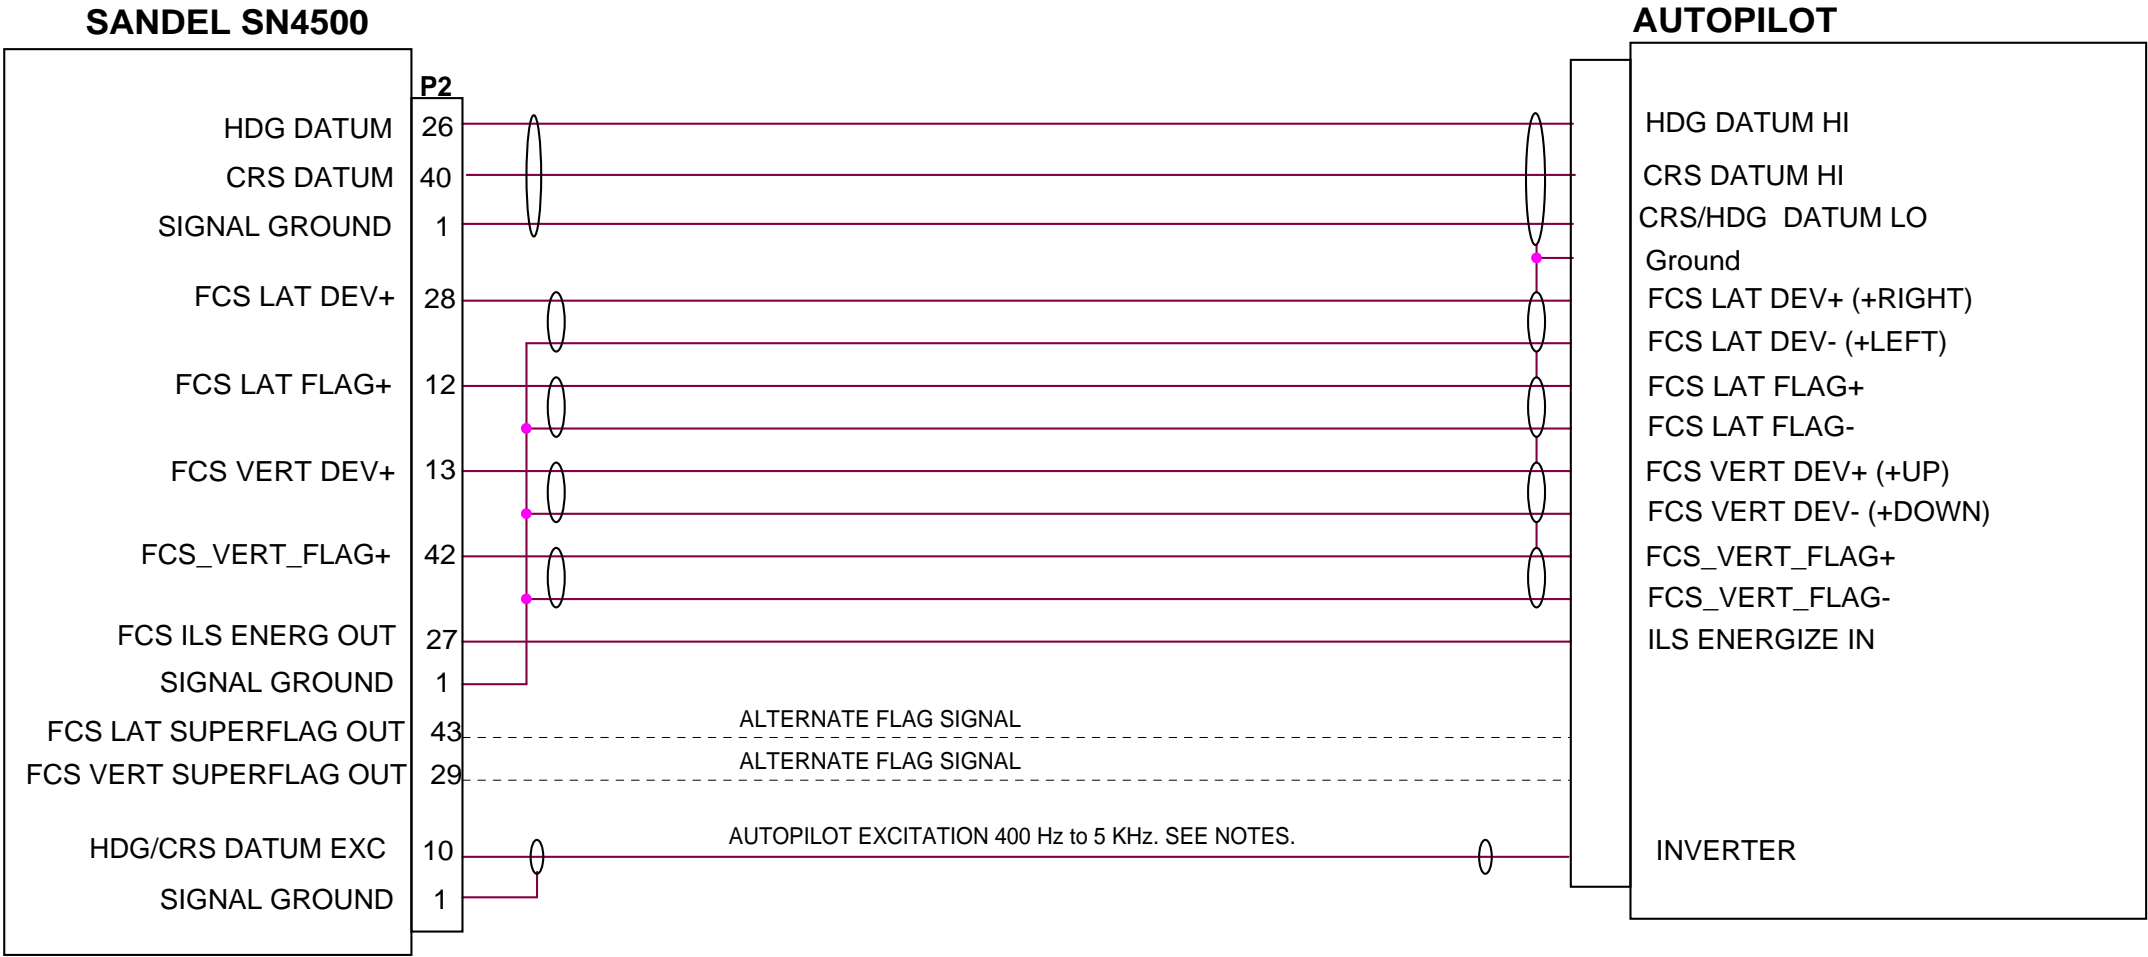 SANDEL SN4500
AUTOPILOT
P2
HDG DATUM 26 HDG DATUM HI
CRS DATUM 40 CRS DATUM HI
SIGNAL GROUND 1 CRS/HDG DATUM LO
Ground
FCS LAT DEV+ 28 FCS LAT DEV+ (+RIGHT)
FCS LAT DEV- (+LEFT)
FCS LAT FLAG+ 12 FCS LAT FLAG+
FCS LAT FLAG-
FCS VERT DEV+ 13 FCS VERT DEV+ (+UP)
FCS VERT DEV- (+DOWN)
FCS_VERT_FLAG+ 42 FCS_VERT_FLAG+
FCS_VERT_FLAG-
FCS ILS ENERG OUT 27 ILS ENERGIZE IN
SIGNAL GROUND 1
FCS LAT SUPERFLAG OUT 43 ALTERNATE FLAG SIGNAL
FCS VERT SUPERFLAG OUT 29 ALTERNATE FLAG SIGNAL
HDG/CRS DATUM EXC 10 AUTOPILOT EXCITATION 400 Hz to 5 KHz. SEE NOTES. INVERTER
SIGNAL GROUND 1